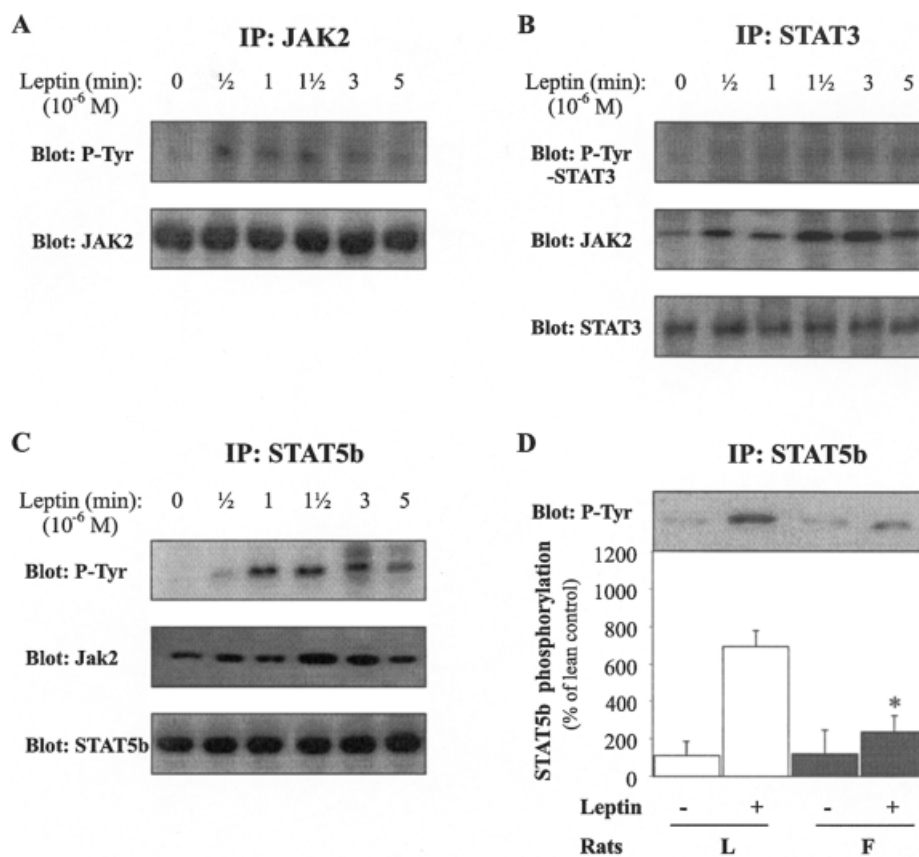 A
IP: JAK2
Leptin (min): 0 ½ 1 1½ 3 5
(10⁻⁶ M)
Blot: P-Tyr
Blot: JAK2
B
IP: STAT3
Leptin (min): 0 ½ 1 1½ 3 5
(10⁻⁶ M)
Blot: P-Tyr
-STAT3
Blot: JAK2
Blot: STAT3
C
IP: STAT5b
Leptin (min): 0 ½ 1 1½ 3 5
(10⁻⁶ M)
Blot: P-Tyr
Blot: Jak2
Blot: STAT5b
D
IP: STAT5b
Blot: P-Tyr
STAT5b phosphorylation
(% of lean control)
1200
1000
800
600
400
200
0
*
Leptin - + - +
Rats L F